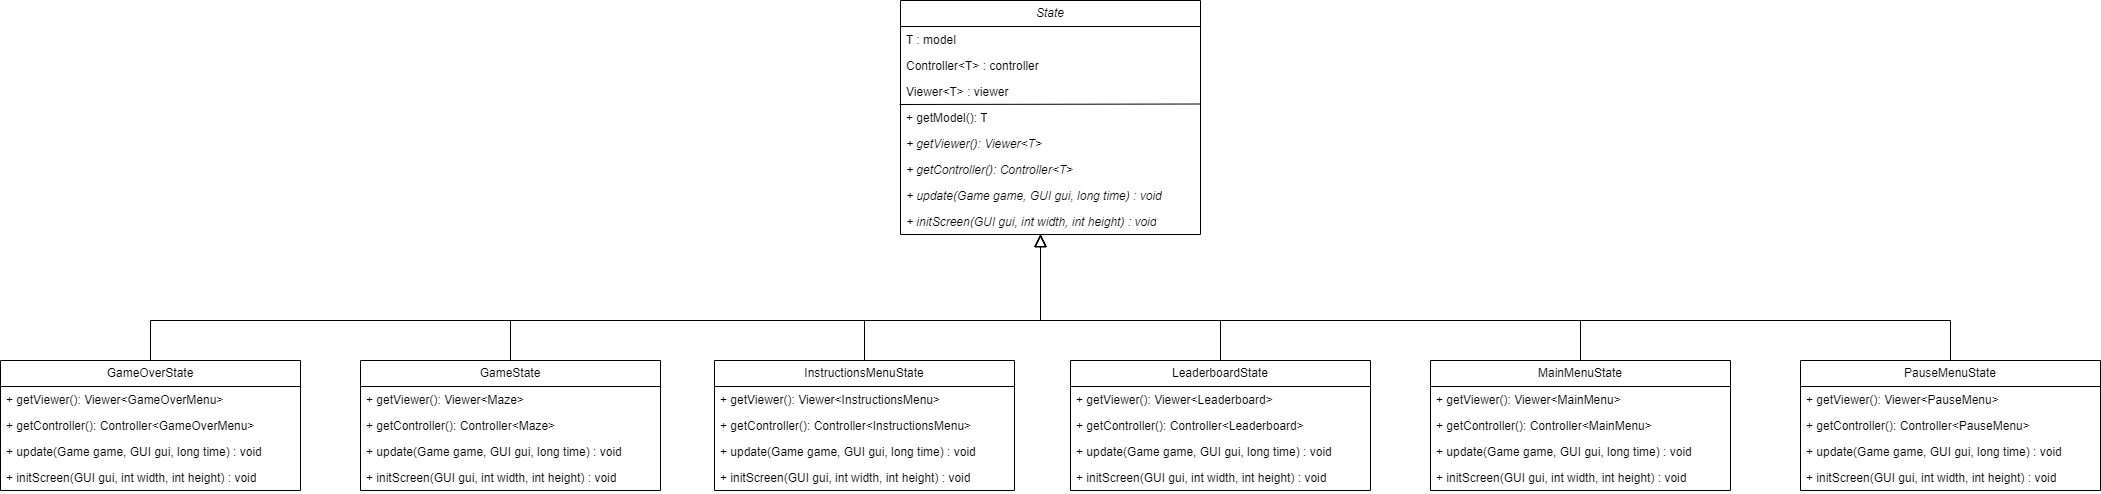 State
T : model
Controller<T> : controller
Viewer<T> : viewer
+ getModel(): T
+ getViewer(): Viewer<T>
+ getController(): Controller<T>
+ update(Game game, GUI gui, long time) : void
+ initScreen(GUI gui, int width, int height) : void
GameOverState
+ getViewer(): Viewer<GameOverMenu>
+ getController(): Controller<GameOverMenu>
+ update(Game game, GUI gui, long time) : void
+ initScreen(GUI gui, int width, int height) : void
GameState
+ getViewer(): Viewer<Maze>
+ getController(): Controller<Maze>
+ update(Game game, GUI gui, long time) : void
+ initScreen(GUI gui, int width, int height) : void
InstructionsMenuState
+ getViewer(): Viewer<InstructionsMenu>
+ getController(): Controller<InstructionsMenu>
+ update(Game game, GUI gui, long time) : void
+ initScreen(GUI gui, int width, int height) : void
LeaderboardState
+ getViewer(): Viewer<Leaderboard>
+ getController(): Controller<Leaderboard>
+ update(Game game, GUI gui, long time) : void
+ initScreen(GUI gui, int width, int height) : void
MainMenuState
+ getViewer(): Viewer<MainMenu>
+ getController(): Controller<MainMenu>
+ update(Game game, GUI gui, long time) : void
+ initScreen(GUI gui, int width, int height) : void
PauseMenuState
+ getViewer(): Viewer<PauseMenu>
+ getController(): Controller<PauseMenu>
+ update(Game game, GUI gui, long time) : void
+ initScreen(GUI gui, int width, int height) : void